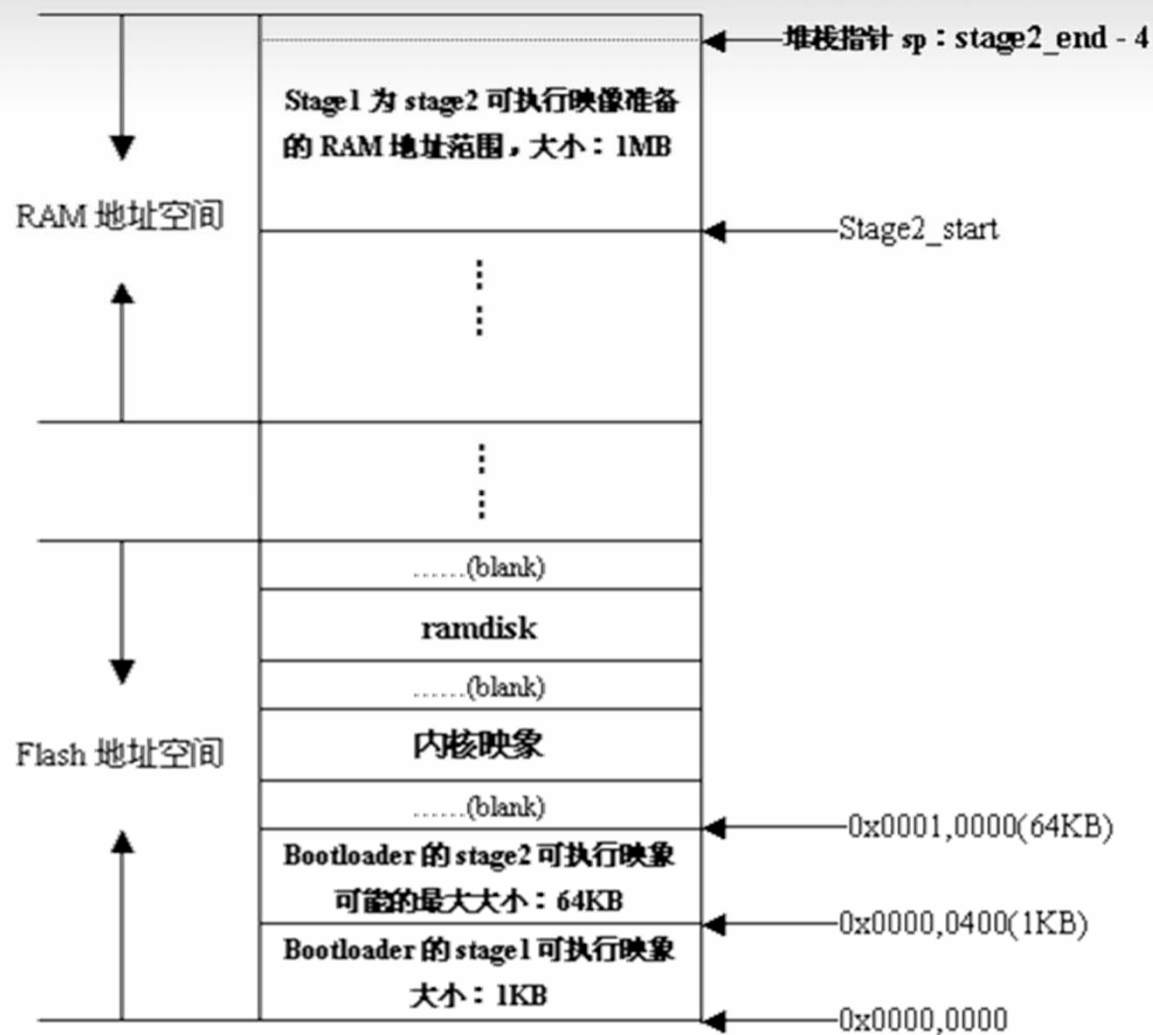 堆栈指针 sp：stage2_end - 4
Stage1 为 stage2 可执行映像准备
的 RAM 地址范围，大小：1MB
RAM 地址空间
Stage2_start
......(blank)
ramdisk
......(blank)
内核映象
Flash 地址空间
......(blank)
0x0001,0000(64KB)
Bootloader 的 stage2 可执行映象
可能的最大大小：64KB
0x0000,0400(1KB)
Bootloader 的 stage1 可执行映象
大小：1KB
0x0000,0000